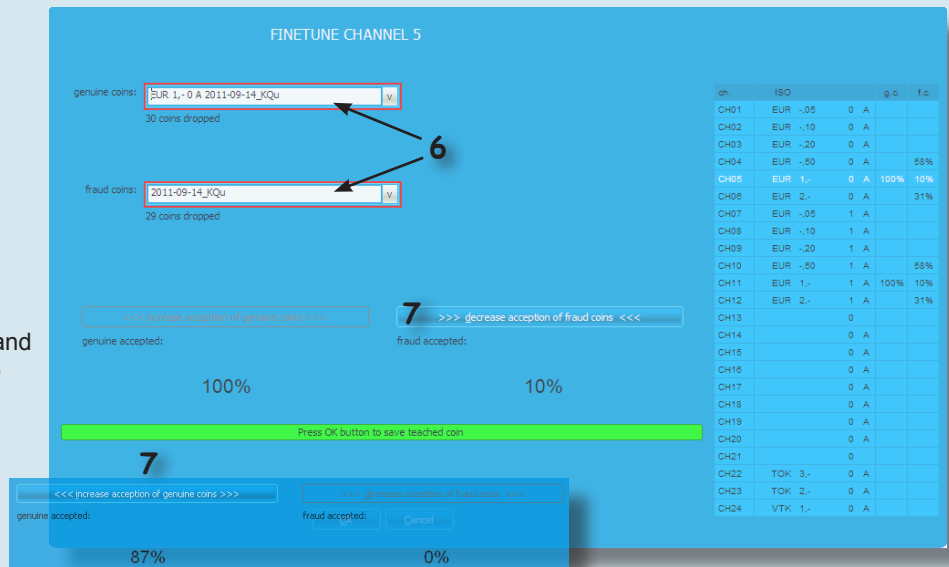 FINETUNE CHANNEL 5
genuine coins:
EUR 1,- 0 A 2011-09-14_KQu
V
30 coins dropped
6
fraud coins:
2011-09-14_KQu
V
29 coins dropped
7
<<< increase acception of genuine coins <<<
>>> decrease acception of fraud coins <<<
and
genuine accepted:
fraud accepted:
100%
10%
Press OK button to save teached coin
7
<<< increase acception of genuine coins >>>
>>> decrease acception of fraud coins <<<
genuine accepted:
fraud accepted:
Cancel
87%
0%
ch. ISO g.c. f.c.
CH01 EUR -,05 0 A
CH02 EUR -,10 0 A
CH03 EUR -,20 0 A
CH04 EUR -,50 0 A 58%
CH05 EUR 1,- 0 A 100% 10%
CH06 EUR 2,- 0 A 31%
CH07 EUR -,05 1 A
CH08 EUR -,10 1 A
CH09 EUR -,20 1 A
CH10 EUR -,50 1 A 58%
CH11 EUR 1,- 1 A 100% 10%
CH12 EUR 2,- 1 A 31%
CH13 0
CH14 0 A
CH15 0 A
CH16 0 A
CH17 0 A
CH18 0 A
CH19 0 A
CH20 0 A
CH21 0
CH22 TOK 3,- 0 A
CH23 TOK 2,- 0 A
CH24 VTK 1,- 0 A